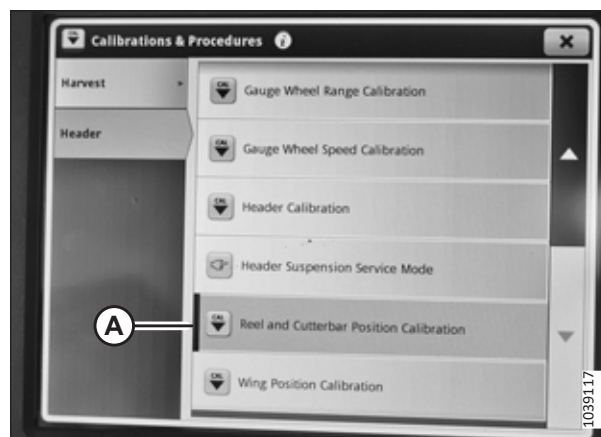 Calibrations & Procedures
Harvest
Header
Gauge Wheel Range Calibration
Gauge Wheel Speed Calibration
Header Calibration
Header Suspension Service Mode
A
Reel and Cutterbar Position Calibration
Wing Position Calibration
1039117